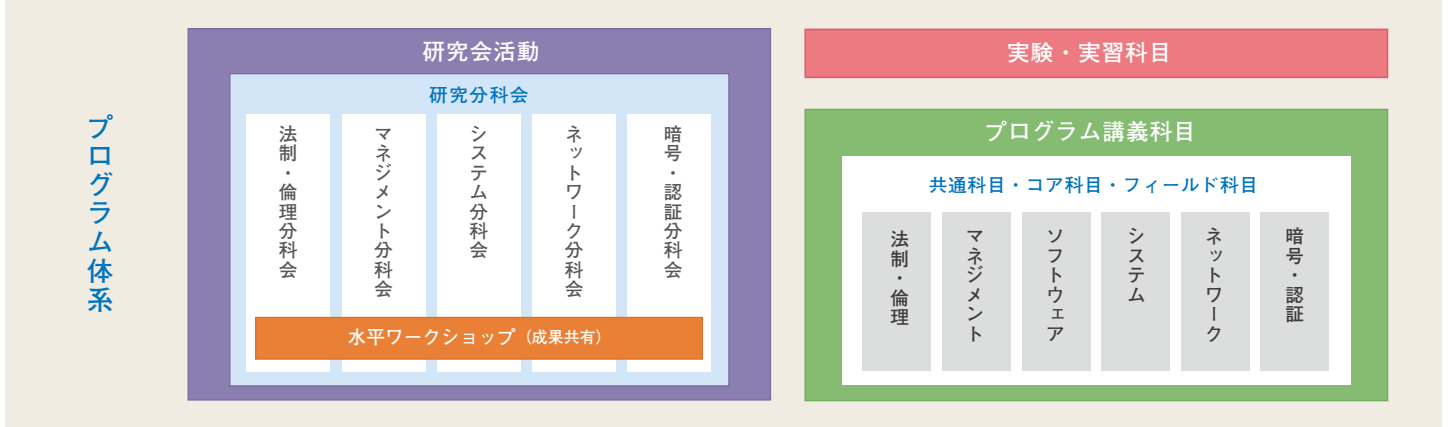 プログラム体系
研究会活動
研究分科会
法制・倫理分科会
マネジメント分科会
システム分科会
ネットワーク分科会
暗号・認証分科会
水平ワークショップ（成果共有）
実験・実習科目
プログラム講義科目
共通科目・コア科目・フィールド科目
法制・倫理
マネジメント
ソフトウェア
システム
ネットワーク
暗号・認証